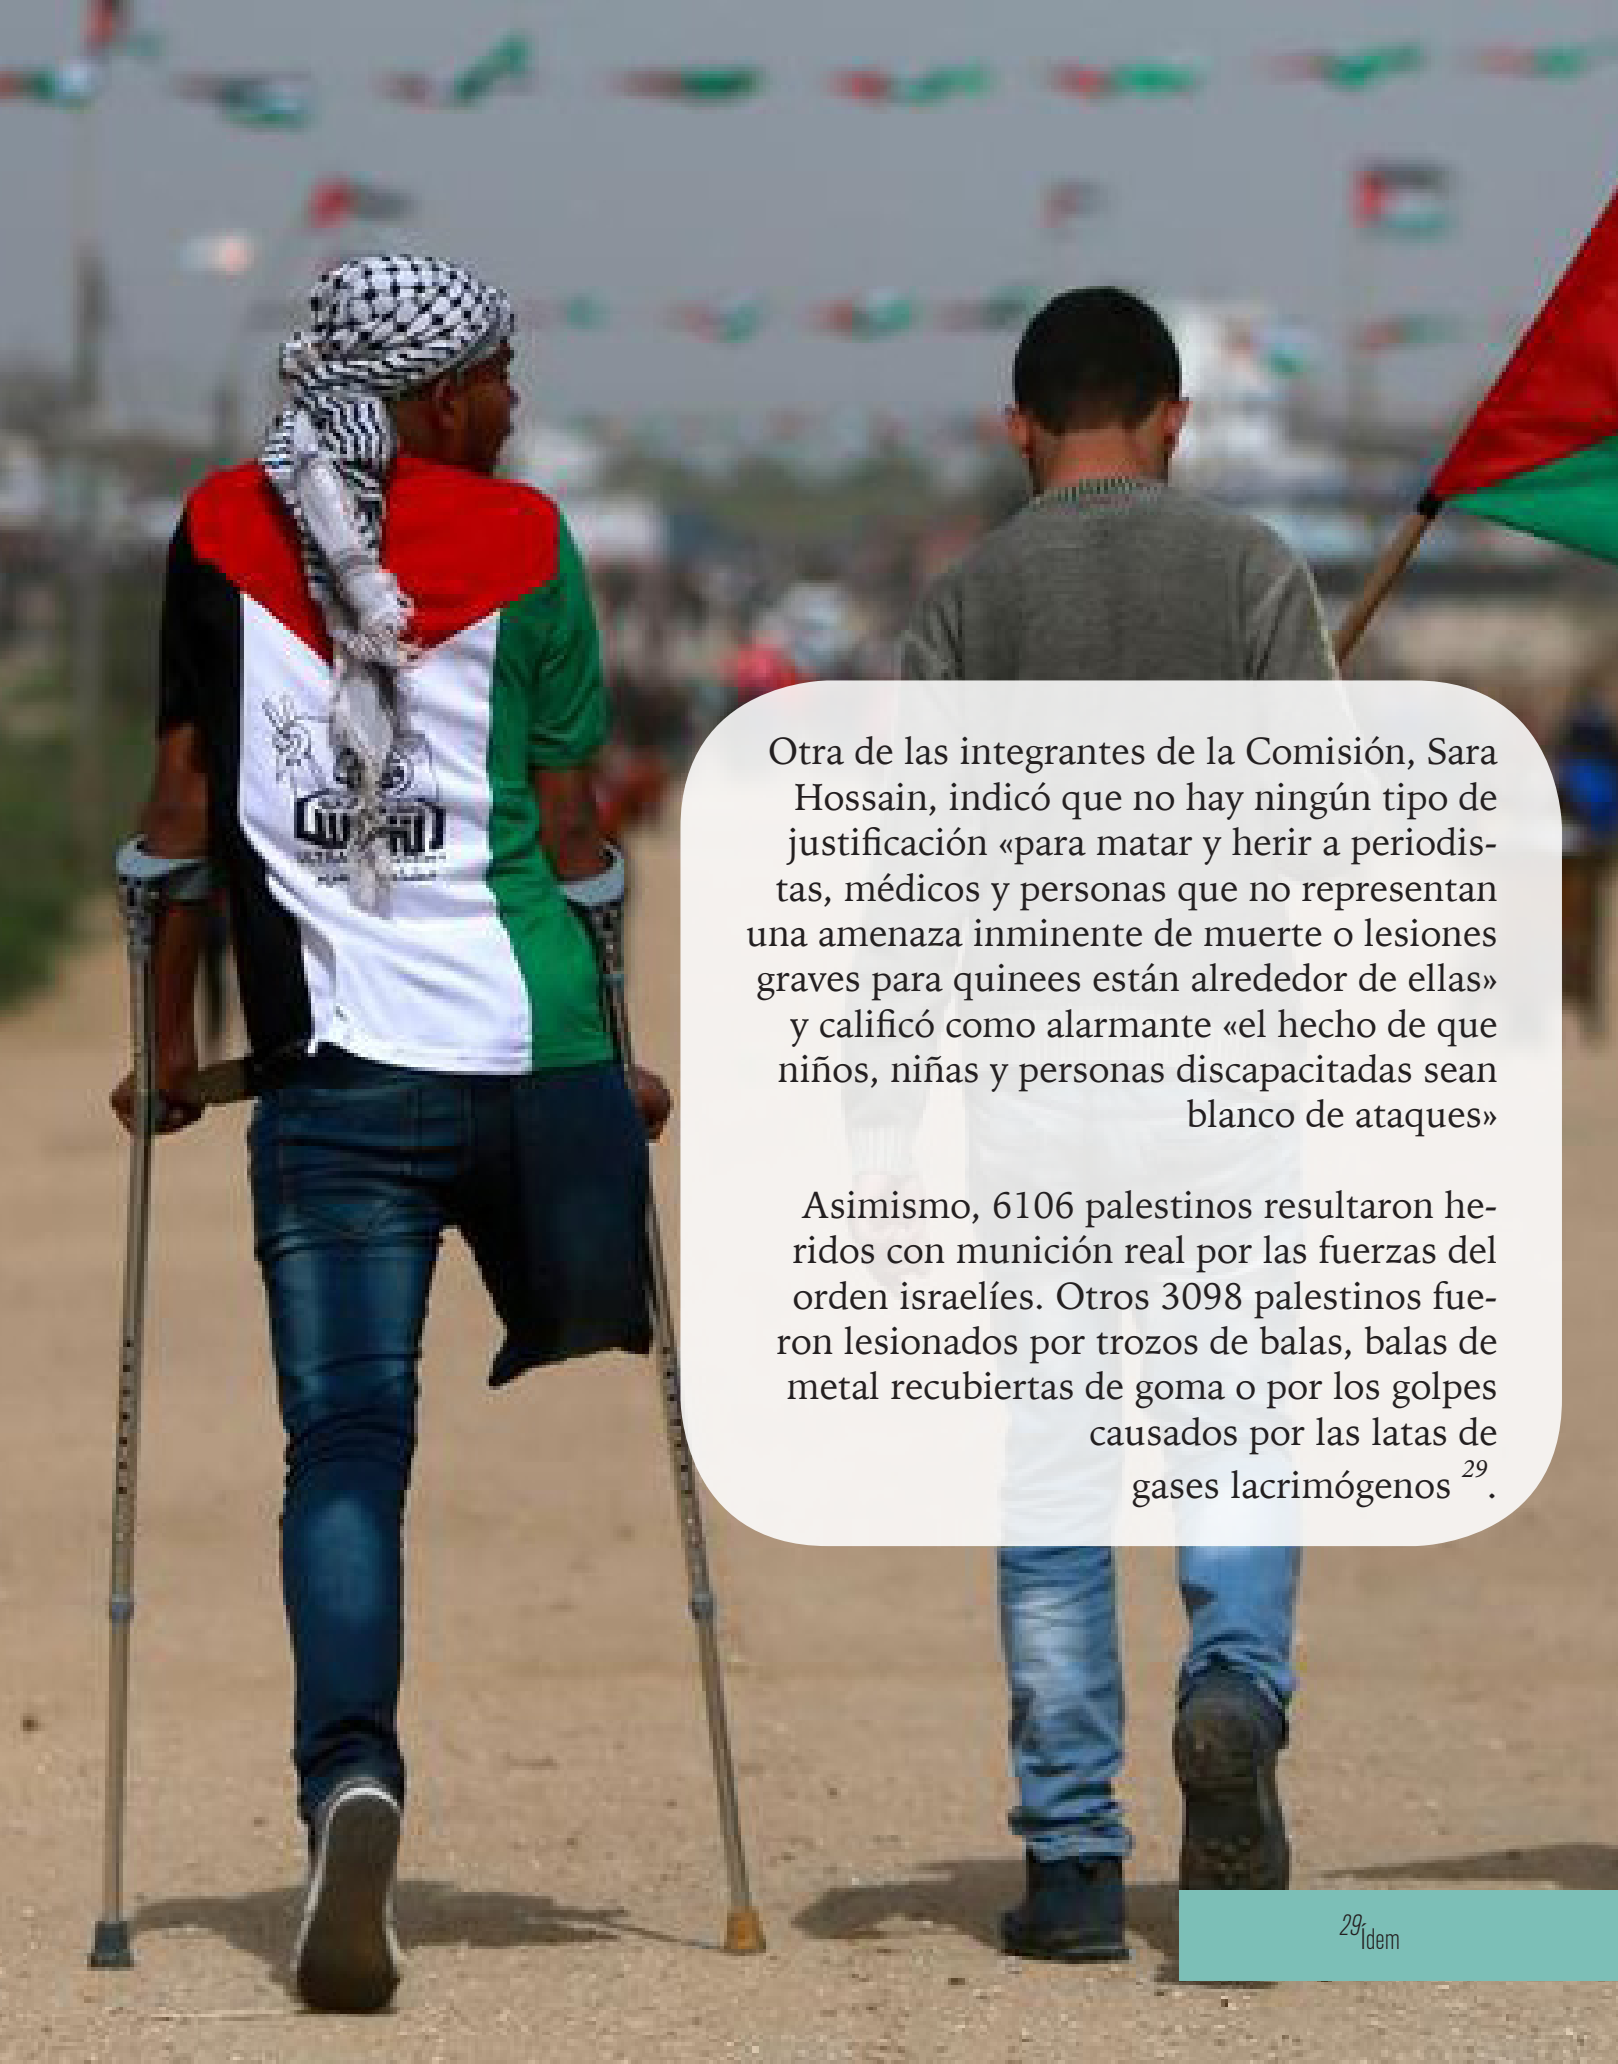 Otra de las integrantes de la Comisión, Sara
Hossain, indicó que no hay ningún tipo de
justificación «para matar y herir a periodis-
tas, médicos y personas que no representan
una amenaza inminente de muerte o lesiones
graves para quinees están alrededor de ellas»
y calificó como alarmante «el hecho de que
niños, niñas y personas discapacitadas sean
blanco de ataques»
Asimismo, 6106 palestinos resultaron he-
ridos con munición real por las fuerzas del
orden israelíes. Otros 3098 palestinos fue-
ron lesionados por trozos de balas, balas de
metal recubiertas de goma o por los golpes
causados por las latas de
gases lacrimógenos 29.
29 Ídem